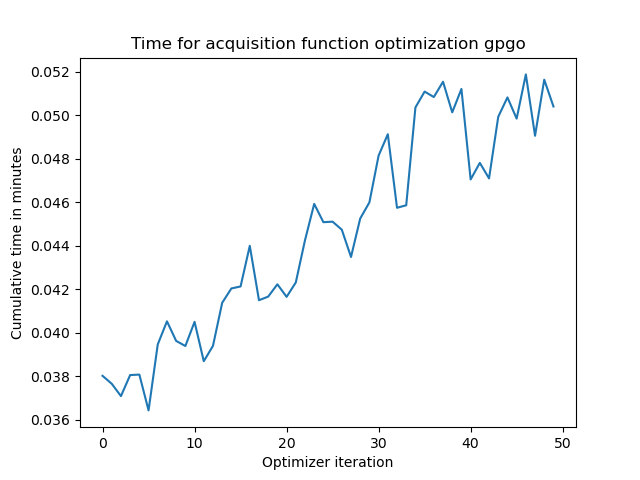 Time for acquisition function optimization gpgo
Cumulative time in minutes
0.052
0.050
0.048
0.046
0.044
0.042
0.040
0.038
0.036
0 10 20 30 40 50
Optimizer iteration